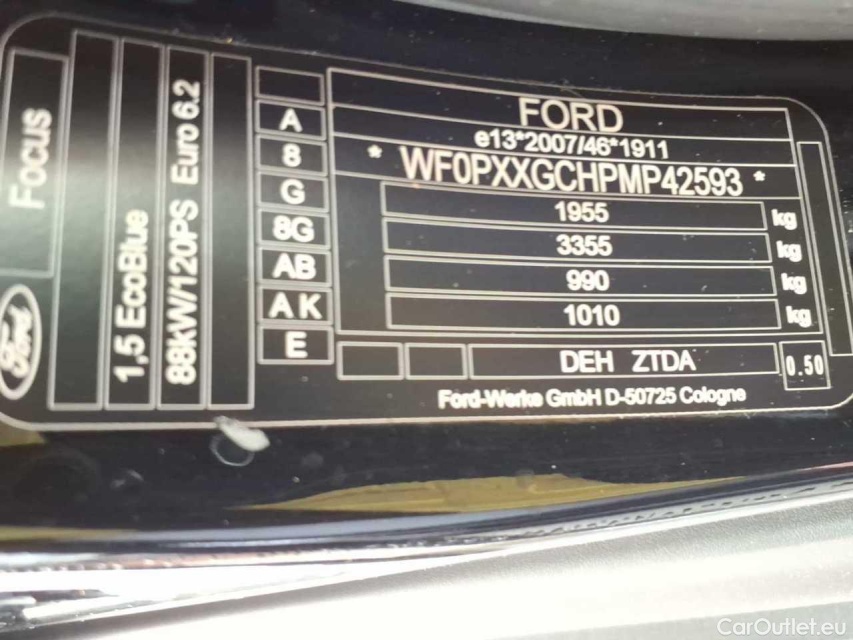 Focus
Ford
1,5 EcoBlue
88kW/120PS Euro 6.2
A
8
G
8G
AB
AK
E
FORD
e13*2007/46*1911
* WF0PXXGCHPMP42593 *
1955 kg
3355 kg
990 kg
1010 kg
DEH ZTDA 0.50
Ford-Werke GmbH D-50725 Cologne
CarOutlet.eu